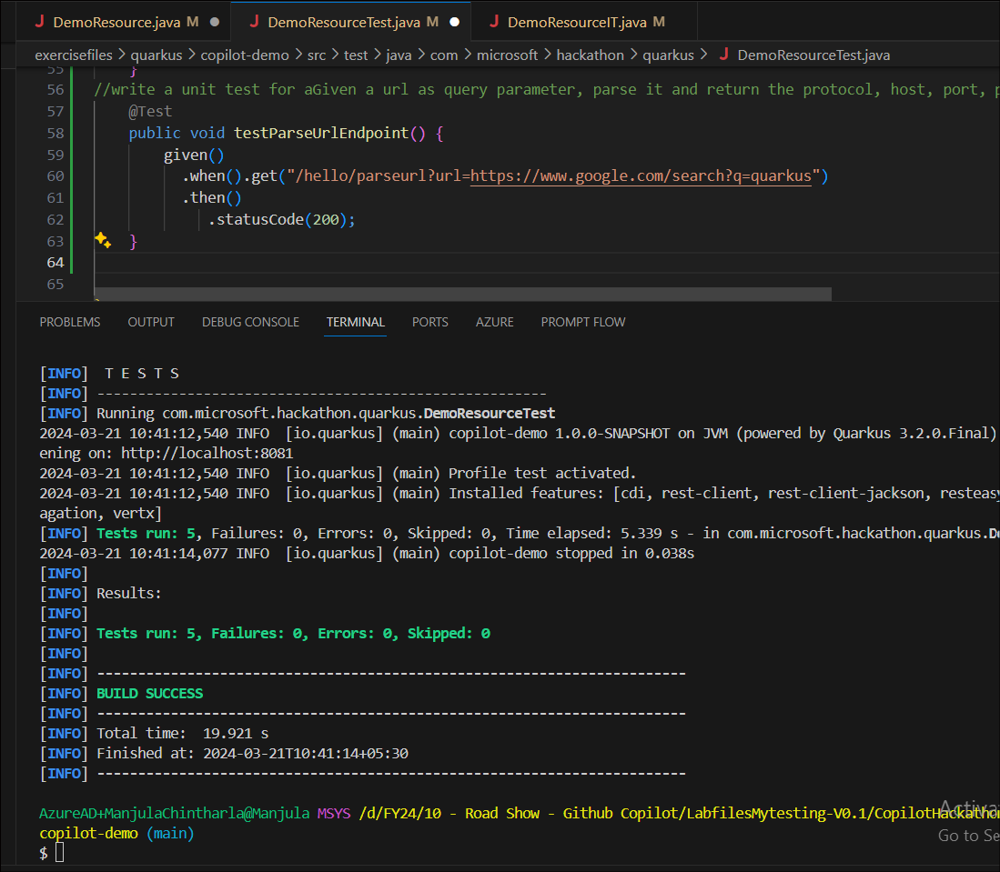 DemoResource.java M DemoResourceTest.java M DemoResourceIT.java M
exercisefiles > quarkus > copilot-demo > src > test > java > com > microsoft > hackathon > quarkus > DemoResourceTest.java
55 }
56 //write a unit test for aGiven a url as query parameter, parse it and return the protocol, host, port, p
57 @Test
58 public void testParseUrlEndpoint() {
59 given()
60 .when().get("/hello/parseurl?url=https://www.google.com/search?q=quarkus")
61 .then()
62 .statusCode(200);
63 }
64
65
PROBLEMS OUTPUT DEBUG CONSOLE TERMINAL PORTS AZURE PROMPT FLOW
[INFO]  T E S T S
[INFO] -------------------------------------------------------
[INFO] Running com.microsoft.hackathon.quarkus.DemoResourceTest
2024-03-21 10:41:12,540 INFO  [io.quarkus] (main) copilot-demo 1.0.0-SNAPSHOT on JVM (powered by Quarkus 3.2.0.Final)
ening on: http://localhost:8081
2024-03-21 10:41:12,540 INFO  [io.quarkus] (main) Profile test activated.
2024-03-21 10:41:12,540 INFO  [io.quarkus] (main) Installed features: [cdi, rest-client, rest-client-jackson, resteasy
agation, vertx]
[INFO] Tests run: 5, Failures: 0, Errors: 0, Skipped: 0, Time elapsed: 5.339 s - in com.microsoft.hackathon.quarkus.De
2024-03-21 10:41:14,077 INFO  [io.quarkus] (main) copilot-demo stopped in 0.038s
[INFO]
[INFO] Results:
[INFO]
[INFO] Tests run: 5, Failures: 0, Errors: 0, Skipped: 0
[INFO]
[INFO] ------------------------------------------------------------------------
[INFO] BUILD SUCCESS
[INFO] ------------------------------------------------------------------------
[INFO] Total time:  19.921 s
[INFO] Finished at: 2024-03-21T10:41:14+05:30
[INFO] ------------------------------------------------------------------------
AzureAD+ManjulaChintharla@Manjula MSYS /d/FY24/10 - Road Show - Github Copilot/LabfilesMytesting-V0.1/CopilotHackathon
copilot-demo (main)
$
Activa
Go to Se